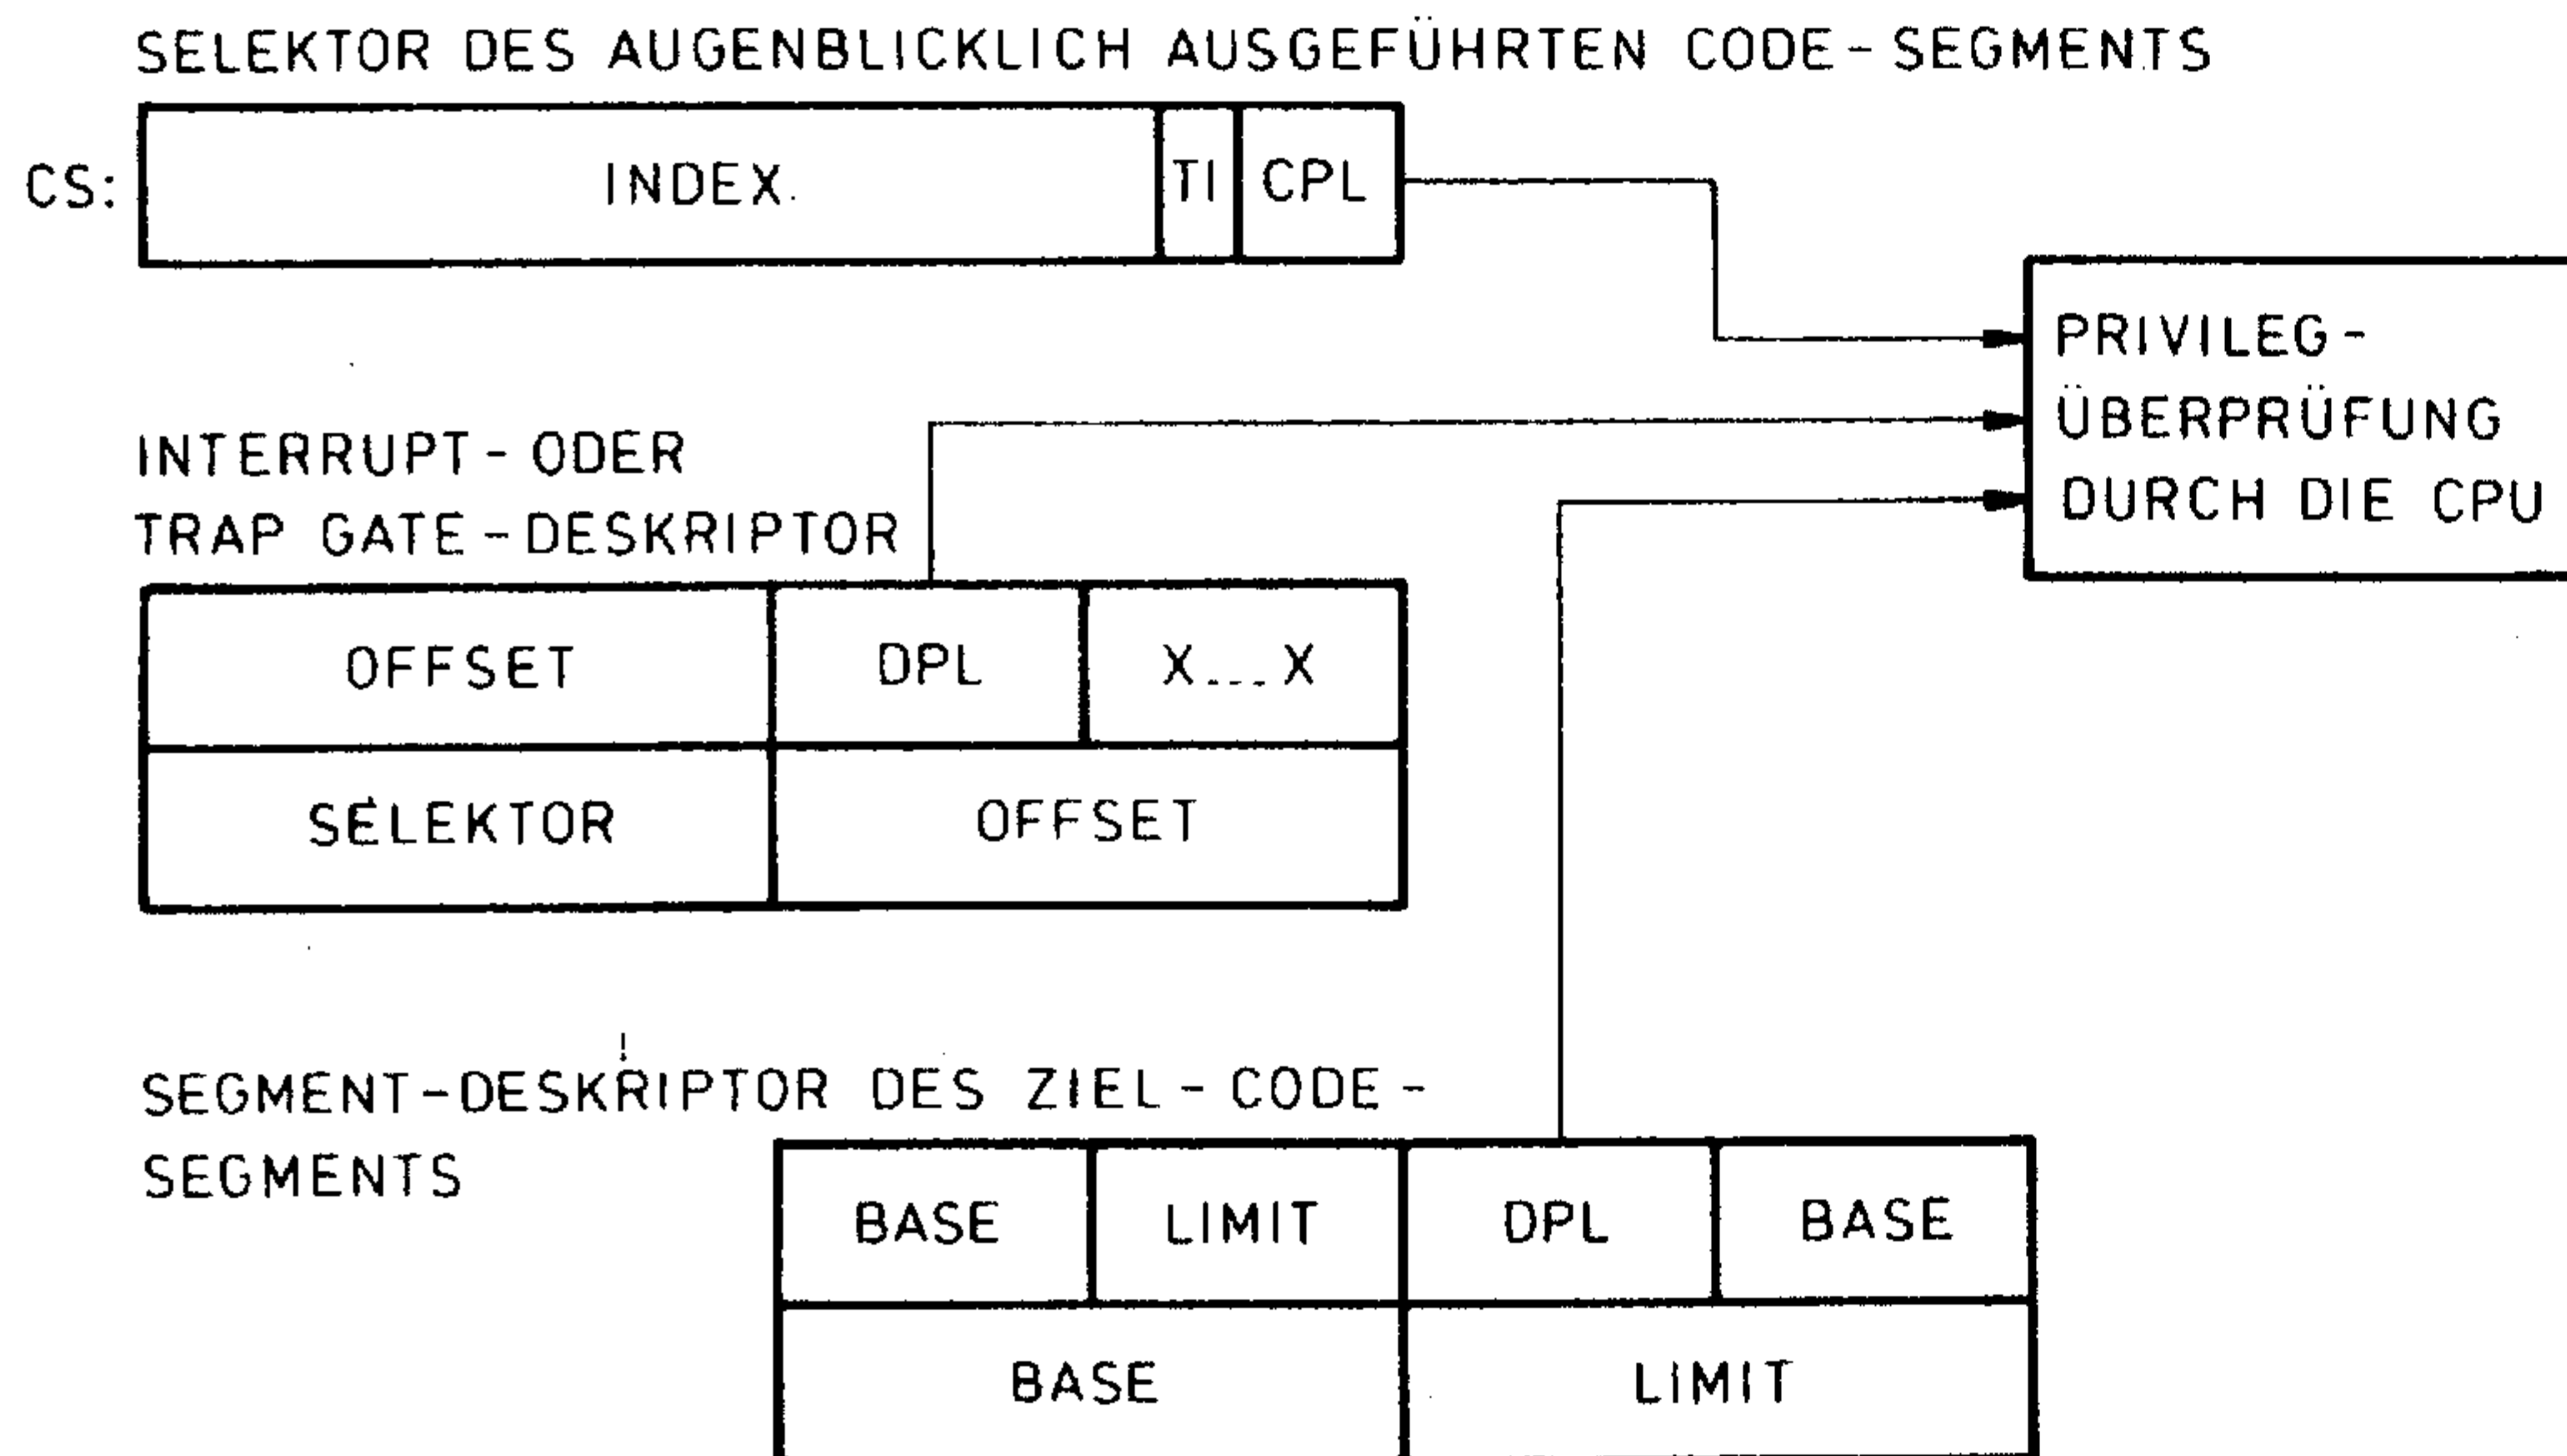 SELEKTOR DES AUGENBLICKLICH AUSGEFÜHRTEN CODE-SEGMENTS
CS: INDEX TI CPL
PRIVILEG-
ÜBERPRÜFUNG
DURCH DIE CPU
INTERRUPT- ODER
TRAP GATE-DESKRIPTOR
OFFSET DPL X...X
SELEKTOR OFFSET
SEGMENT-DESKRIPTOR DES ZIEL-CODE-
SEGMENTS
BASE LIMIT DPL BASE
BASE LIMIT